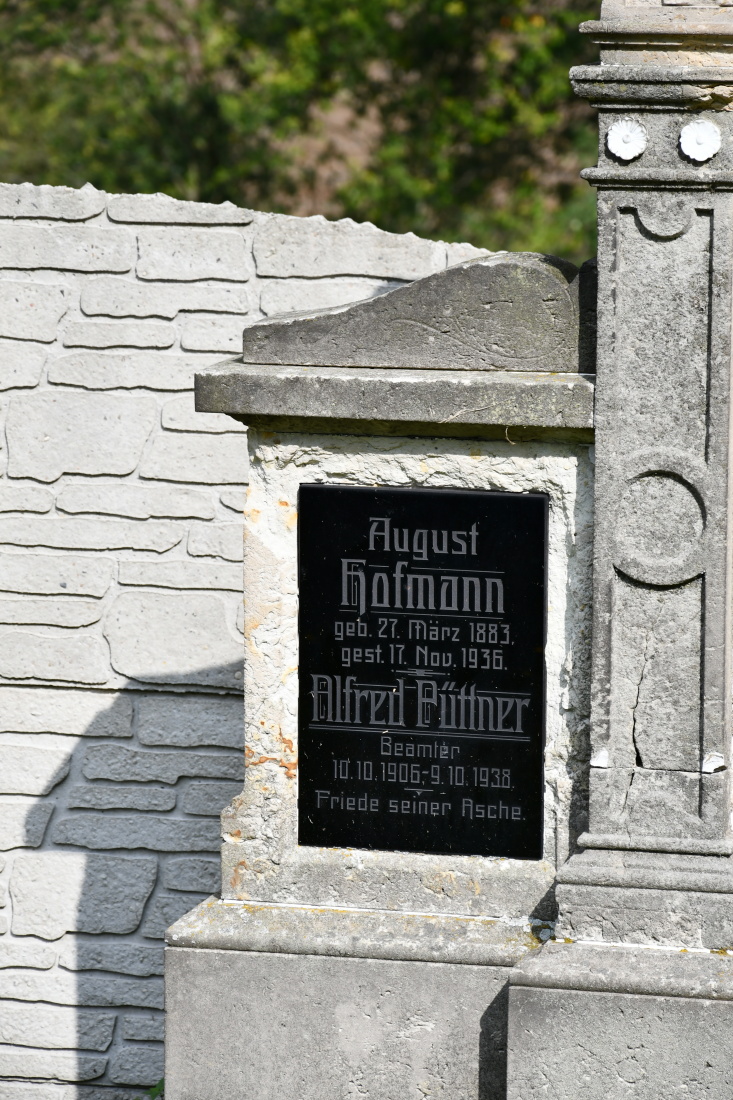 August
Hofmann
geb. 27. März 1883.
gest. 17. Nov. 1936.
Alfred Büttner
Beamter
10.10.1906.-9.10.1938.
Friede seiner Asche.